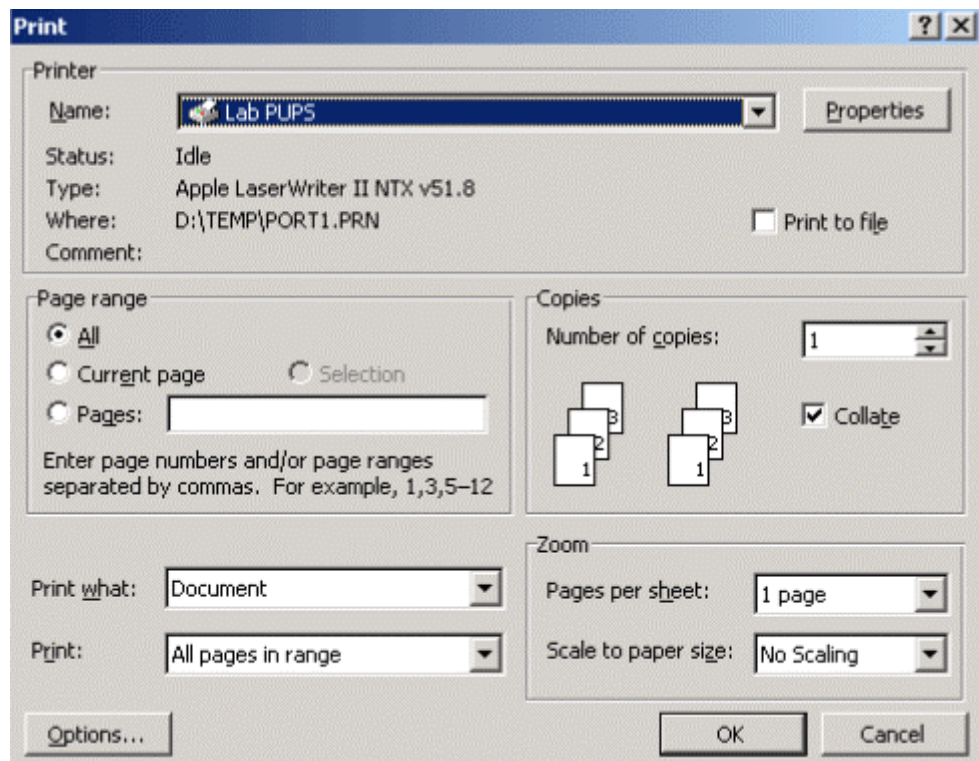 Print
Printer
Name: Lab PUPS Properties
Status: Idle
Type: Apple LaserWriter II NTX v51.8
Where: D:\TEMP\PORT1.PRN Print to file
Comment:
Page range
All
Current page Selection
Pages:
Enter page numbers and/or page ranges
separated by commas. For example, 1,3,5–12
Copies
Number of copies: 1
3 3
2 2
1 1
Collate
Print what: Document
Print: All pages in range
Zoom
Pages per sheet: 1 page
Scale to paper size: No Scaling
Options... OK Cancel